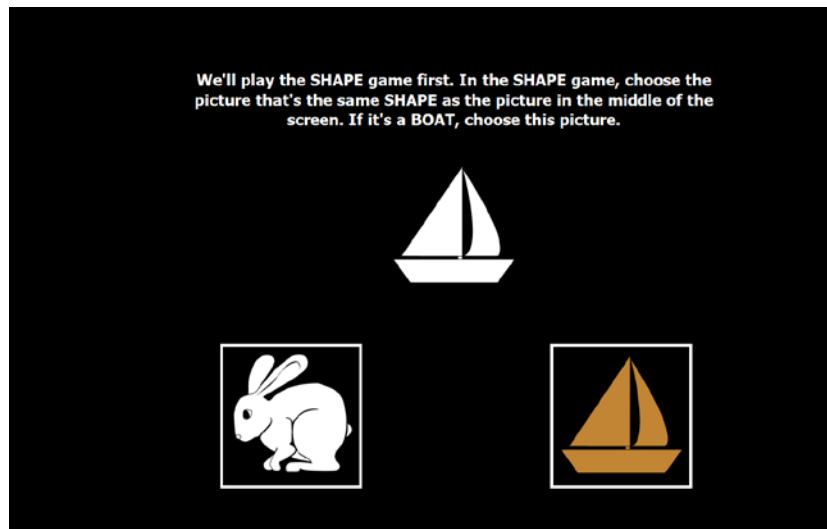 We'll play the SHAPE game first. In the SHAPE game, choose the
picture that's the same SHAPE as the picture in the middle of the
screen. If it's a BOAT, choose this picture.